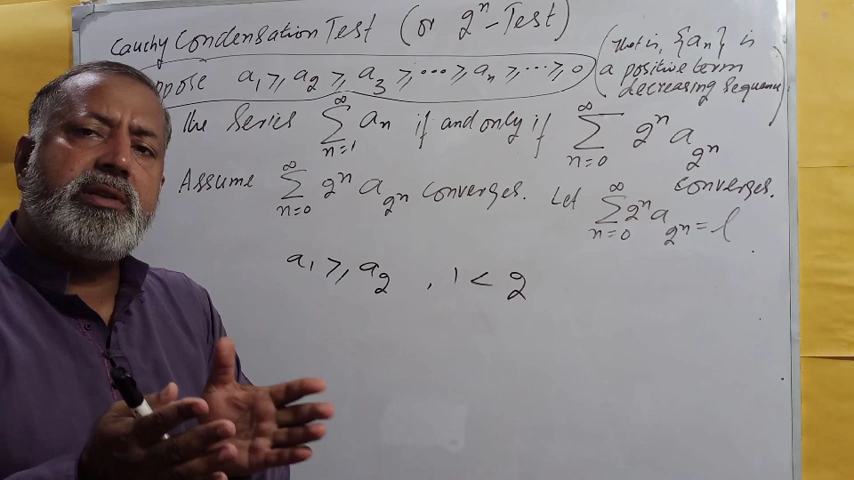 Cauchy Condensation Test (or 2ⁿ-Test)
ppose a₁ ≥ a₂ ≥ a₃ ≥ ... ≥ aₙ ≥ ... ≥ 0 (that is, {aₙ} is
a positive term
decreasing sequence)
the Series ∑_{n=1}^{∞} aₙ if and only if ∑_{n=0}^{∞} 2ⁿ a_{2ⁿ}
converges.
Assume ∑_{n=0}^{∞} 2ⁿ a_{2ⁿ} converges. Let ∑_{n=0}^{∞} 2ⁿ a_{2ⁿ} = l
a₁ ≥ a₂ , 1 < 2